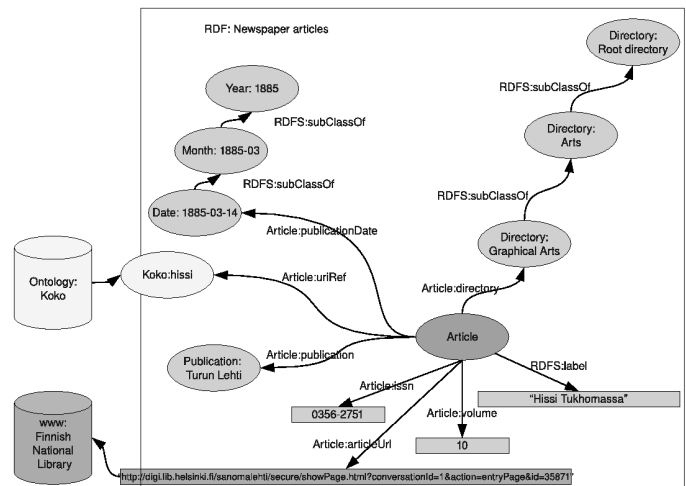 RDF: Newspaper articles
Directory:
Root directory
Year: 1885
RDFS:subClassOf
RDFS:subClassOf
Month: 1885-03
Directory:
Arts
RDFS:subClassOf
RDFS:subClassOf
Date: 1885-03-14
Article:publicationDate
Directory:
Graphical Arts
Ontology:
Koko
Koko:hissi
Article:uriRef
Article:directory
Article
Publication:
Turun Lehti
Article:publication
RDFS:label
Article:issn
"Hissi Tukhomassa"
0356-2751
Article:volume
www:
Finnish
National
Library
Article:articleUrl
10
"http://digi.lib.helsinki.fi/sanomalehti/secure/showPage.html?conversationId=1&action=entryPage&id=35871"